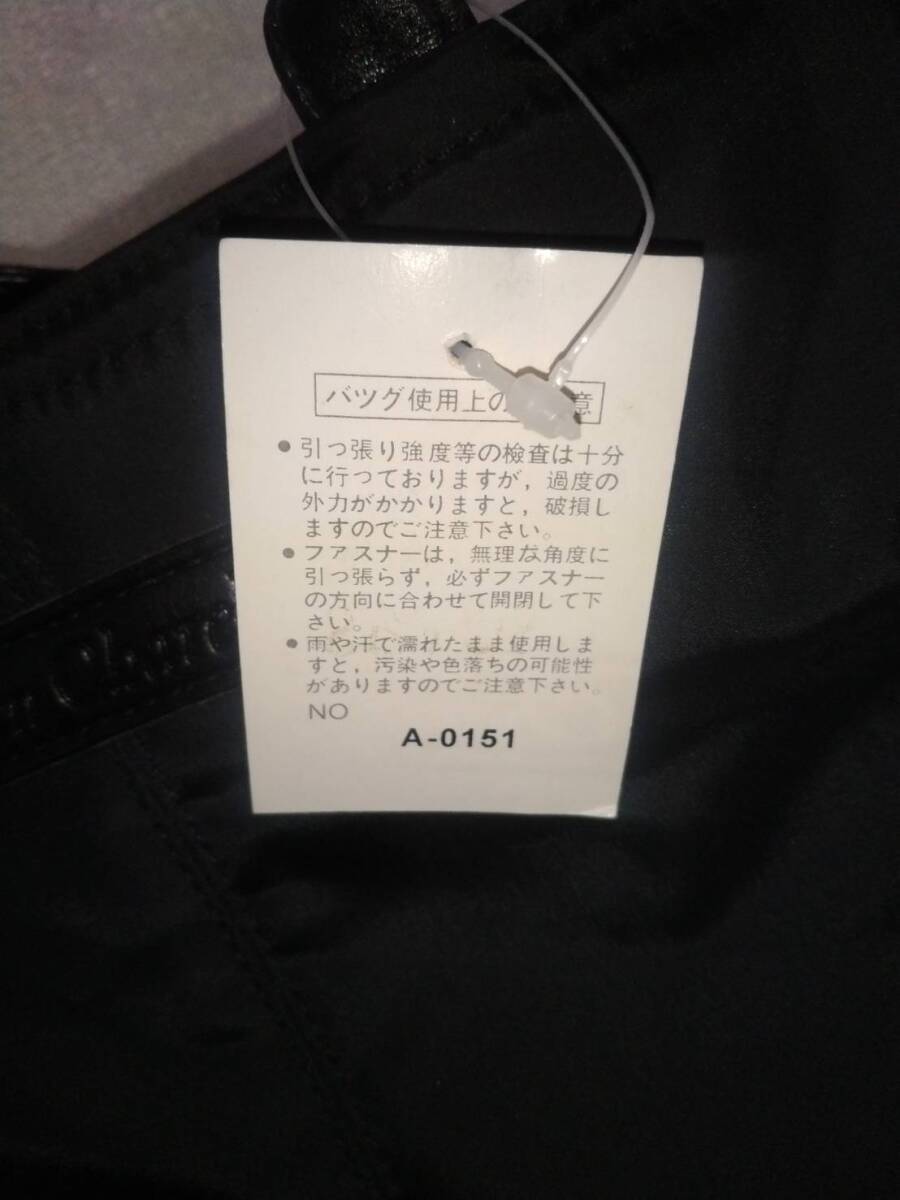 バツグ使用上の 意
● 引っ張り強度等の検査は十分
に行っておりますが，過度の
外力がかかりますと，破損し
ますのでご注意下さい。
● ファスナーは，無理な角度に
引っ張らず，必ずファスナー
の方向に合わせて開閉して下
さい。
● 雨や汗で濡れたまま使用しま
すと，汚染や色落ちの可能性
がありますのでご注意下さい。
NO
A-0151